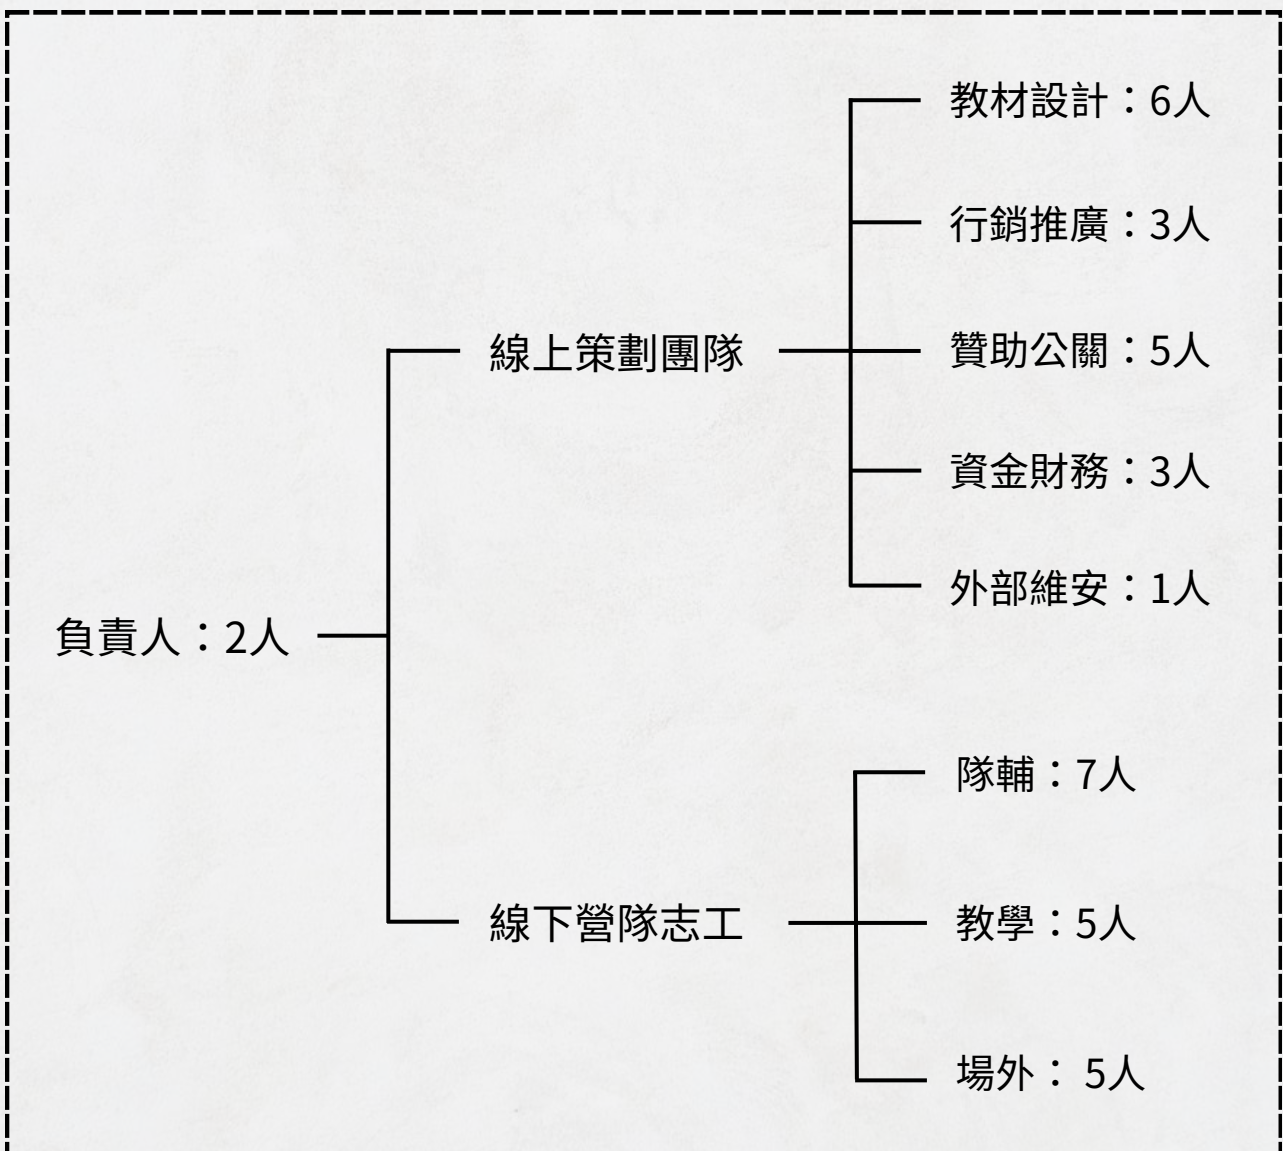 教材設計：6人
行銷推廣：3人
線上策劃團隊
贊助公關：5人
資金財務：3人
外部維安：1人
負責人：2人
隊輔：7人
線下營隊志工
教學：5人
場外： 5人